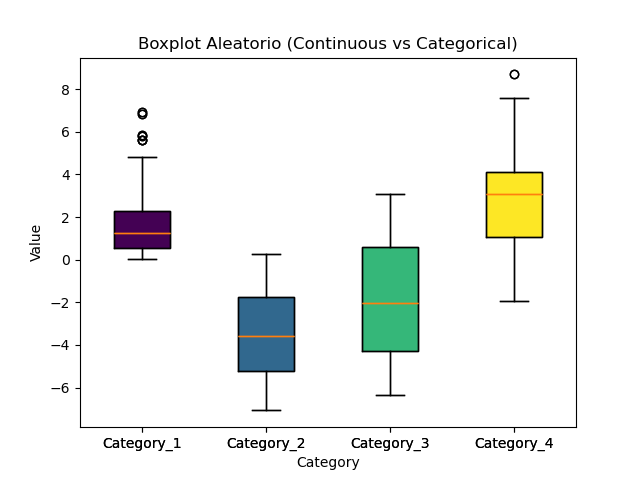 Boxplot Aleatorio (Continuous vs Categorical)
8
6
4
2
0
−2
−4
−6
Value
Category_1 Category_2 Category_3 Category_4
Category